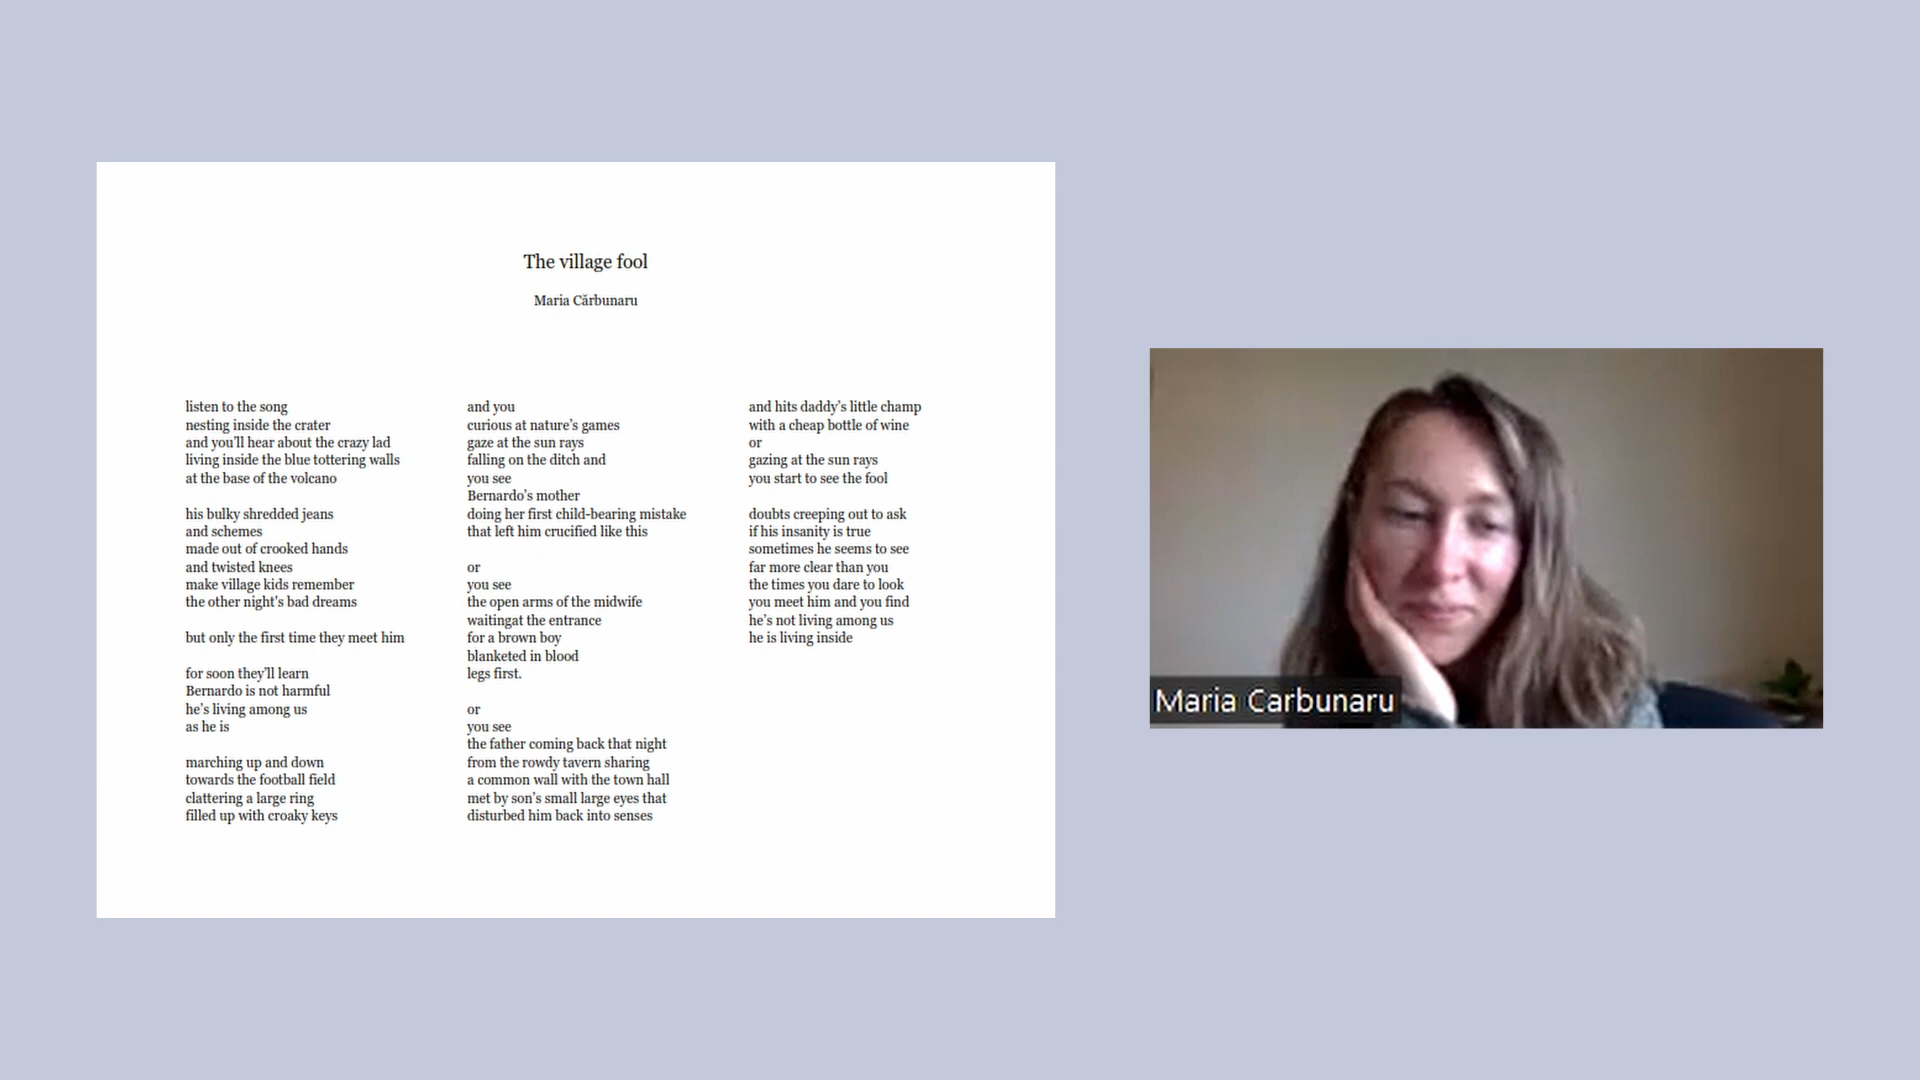 The village fool
Maria Cărbunaru
listen to the song
nesting inside the crater
and you'll hear about the crazy lad
living inside the blue tottering walls
at the base of the volcano
his bulky shredded jeans
and schemes
made out of crooked hands
and twisted knees
make village kids remember
the other night's bad dreams
but only the first time they meet him
for soon they'll learn
Bernardo is not harmful
he's living among us
as he is
marching up and down
towards the football field
clattering a large ring
filled up with croaky keys
and you
curious at nature's games
gaze at the sun rays
falling on the ditch and
you see
Bernardo's mother
doing her first child-bearing mistake
that left him crucified like this
or
you see
the open arms of the midwife
waitingat the entrance
for a brown boy
blanketed in blood
legs first.
or
you see
the father coming back that night
from the rowdy tavern sharing
a common wall with the town hall
met by son's small large eyes that
disturbed him back into senses
and hits daddy's little champ
with a cheap bottle of wine
or
gazing at the sun rays
you start to see the fool
doubts creeping out to ask
if his insanity is true
sometimes he seems to see
far more clear than you
the times you dare to look
you meet him and you find
he's not living among us
he is living inside
Maria Carbunaru